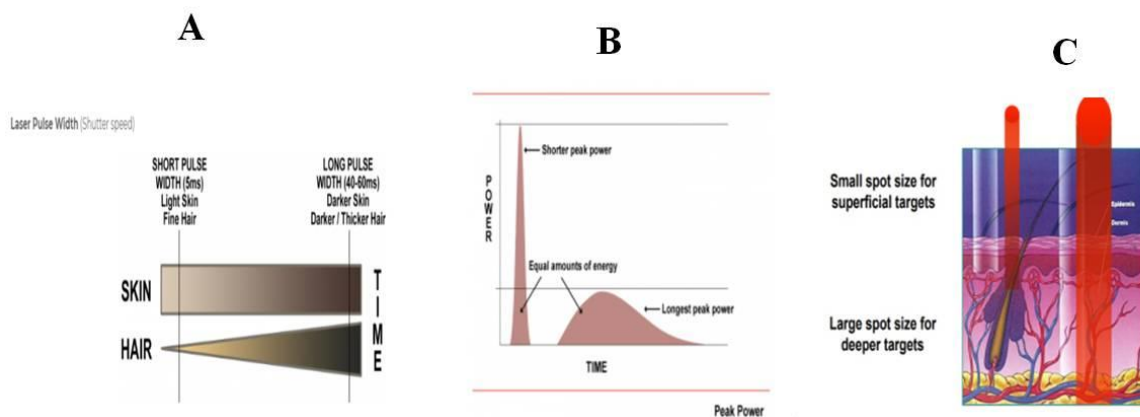 A
Laser Pulse Width (Shutter speed)
SHORT PULSE
WIDTH (5ms)
Light Skin
Fine Hair
LONG PULSE
WIDTH (40-60ms)
Darker Skin
Darker / Thicker Hair
SKIN
HAIR
TIME
B
POWER
Shorter peak power
Equal amounts of energy
Longest peak power
TIME
Peak Power
C
Small spot size for
superficial targets
Epidermis
Dermis
Large spot size for
deeper targets